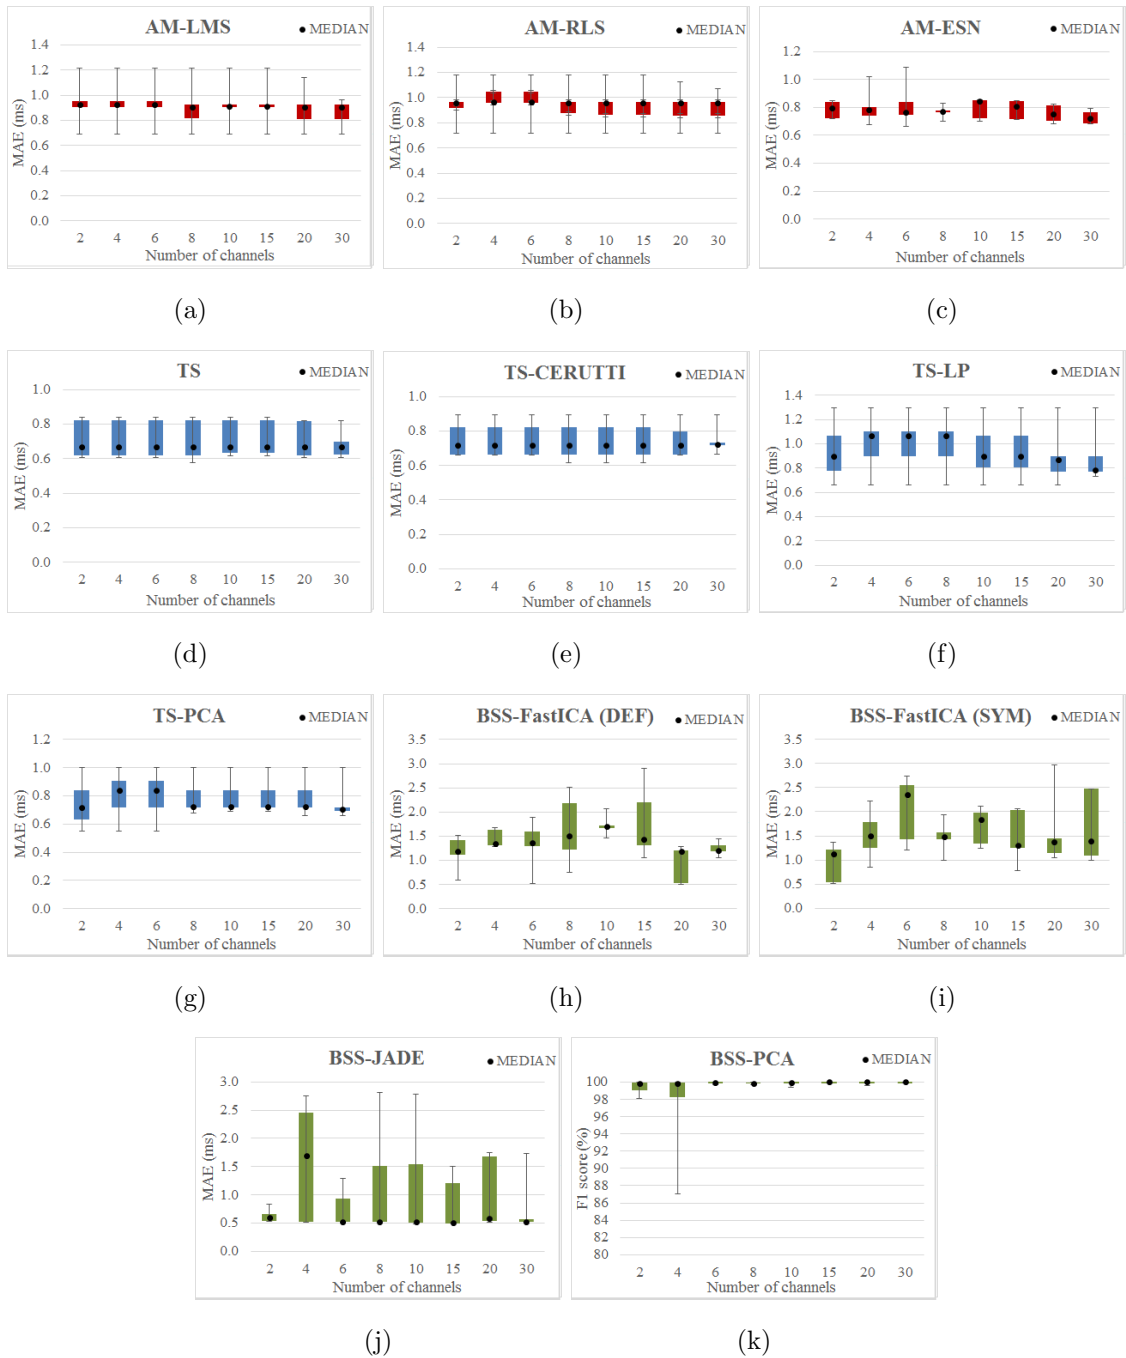 AM-LMS
MEDIAN
1.4
1.2
1.0
0.8
0.6
0.4
0.2
0.0
MAE (ms)
2 4 6 8 10 15 20 30
Number of channels
(a)
AM-RLS
MEDIAN
1.4
1.2
1.0
0.8
0.6
0.4
0.2
0.0
MAE (ms)
2 4 6 8 10 15 20 30
Number of channels
(b)
AM-ESN
MEDIAN
1.2
1.0
0.8
0.6
0.4
0.2
0.0
MAE (ms)
2 4 6 8 10 15 20 30
Number of channels
(c)
TS
MEDIAN
1.0
0.8
0.6
0.4
0.2
0.0
MAE (ms)
2 4 6 8 10 15 20 30
Number of channels
(d)
TS-CERUTTI
MEDIAN
1.0
0.8
0.6
0.4
0.2
0.0
MAE (ms)
2 4 6 8 10 15 20 30
Number of channels
(e)
TS-LP
MEDIAN
1.4
1.2
1.0
0.8
0.6
0.4
0.2
0.0
MAE (ms)
2 4 6 8 10 15 20 30
Number of channels
(f)
TS-PCA
MEDIAN
1.2
1.0
0.8
0.6
0.4
0.2
0.0
MAE (ms)
2 4 6 8 10 15 20 30
Number of channels
(g)
BSS-FastICA (DEF)
MEDIAN
3.5
3.0
2.5
2.0
1.5
1.0
0.5
0.0
MAE (ms)
2 4 6 8 10 15 20 30
Number of channels
(h)
BSS-FastICA (SYM)
MEDIAN
3.5
3.0
2.5
2.0
1.5
1.0
0.5
0.0
MAE (ms)
2 4 6 8 10 15 20 30
Number of channels
(i)
BSS-JADE
MEDIAN
3.0
2.5
2.0
1.5
1.0
0.5
0.0
MAE (ms)
2 4 6 8 10 15 20 30
Number of channels
(j)
BSS-PCA
MEDIAN
100
98
96
94
92
90
88
86
84
82
80
F1 score (%)
2 4 6 8 10 15 20 30
Number of channels
(k)